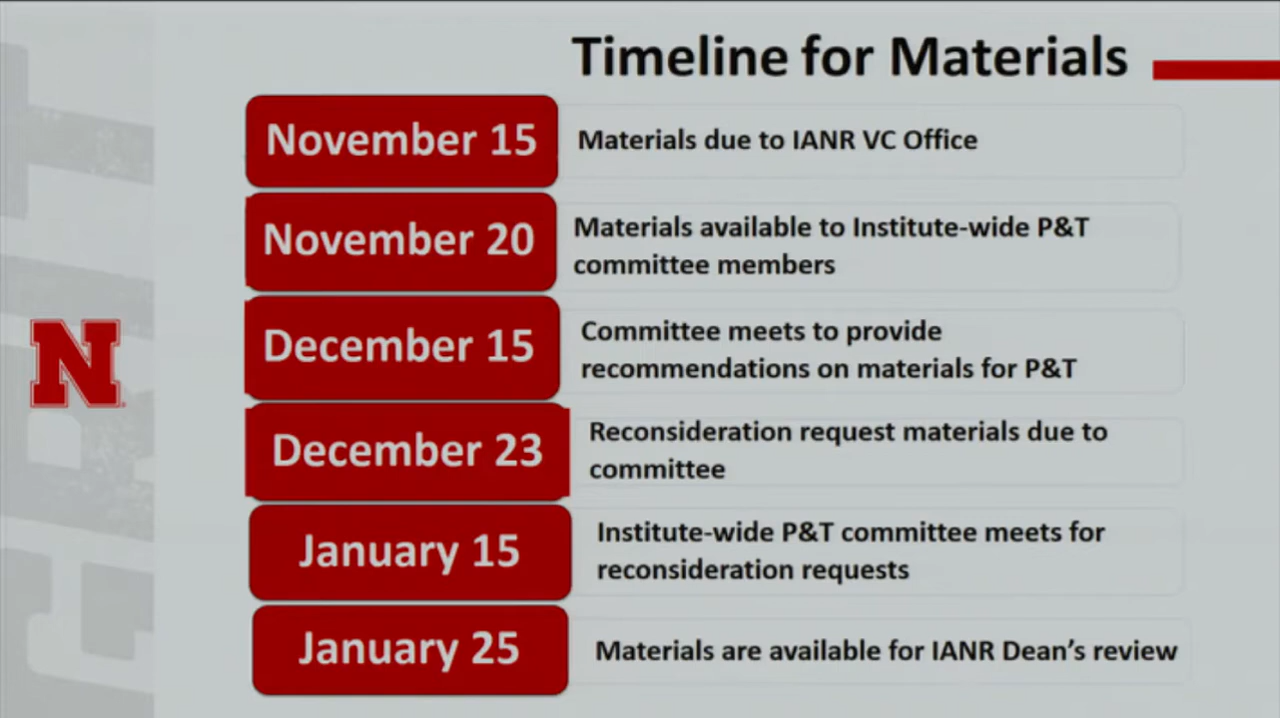 Timeline for Materials
November 15
Materials due to IANR VC Office
November 20
Materials available to Institute-wide P&T
committee members
December 15
Committee meets to provide
recommendations on materials for P&T
December 23
Reconsideration request materials due to
committee
January 15
Institute-wide P&T committee meets for
reconsideration requests
January 25
Materials are available for IANR Dean's review
N